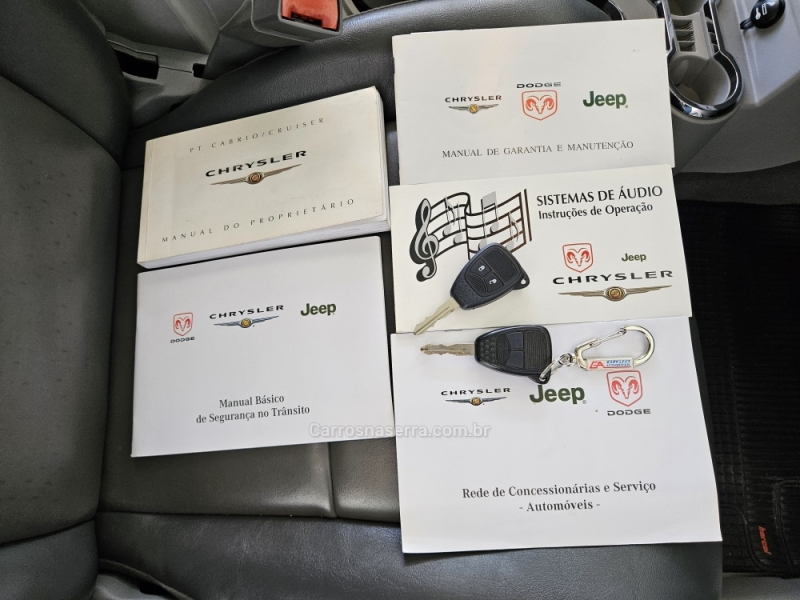 PT CABRIO/CRUISER
CHRYSLER
MANUAL DO PROPRIETÁRIO
DODGE
CHRYSLER
Jeep
MANUAL DE GARANTIA E MANUTENÇÃO
SISTEMAS DE ÁUDIO
Instruções de Operação
Jeep
CHRYSLER
CHRYSLER
Jeep
DODGE
Manual Básico
de Segurança no Trânsito
CHRYSLER
Jeep
DODGE
Rede de Concessionárias e Serviço
- Automóveis -
Carrosnaserra.com.br